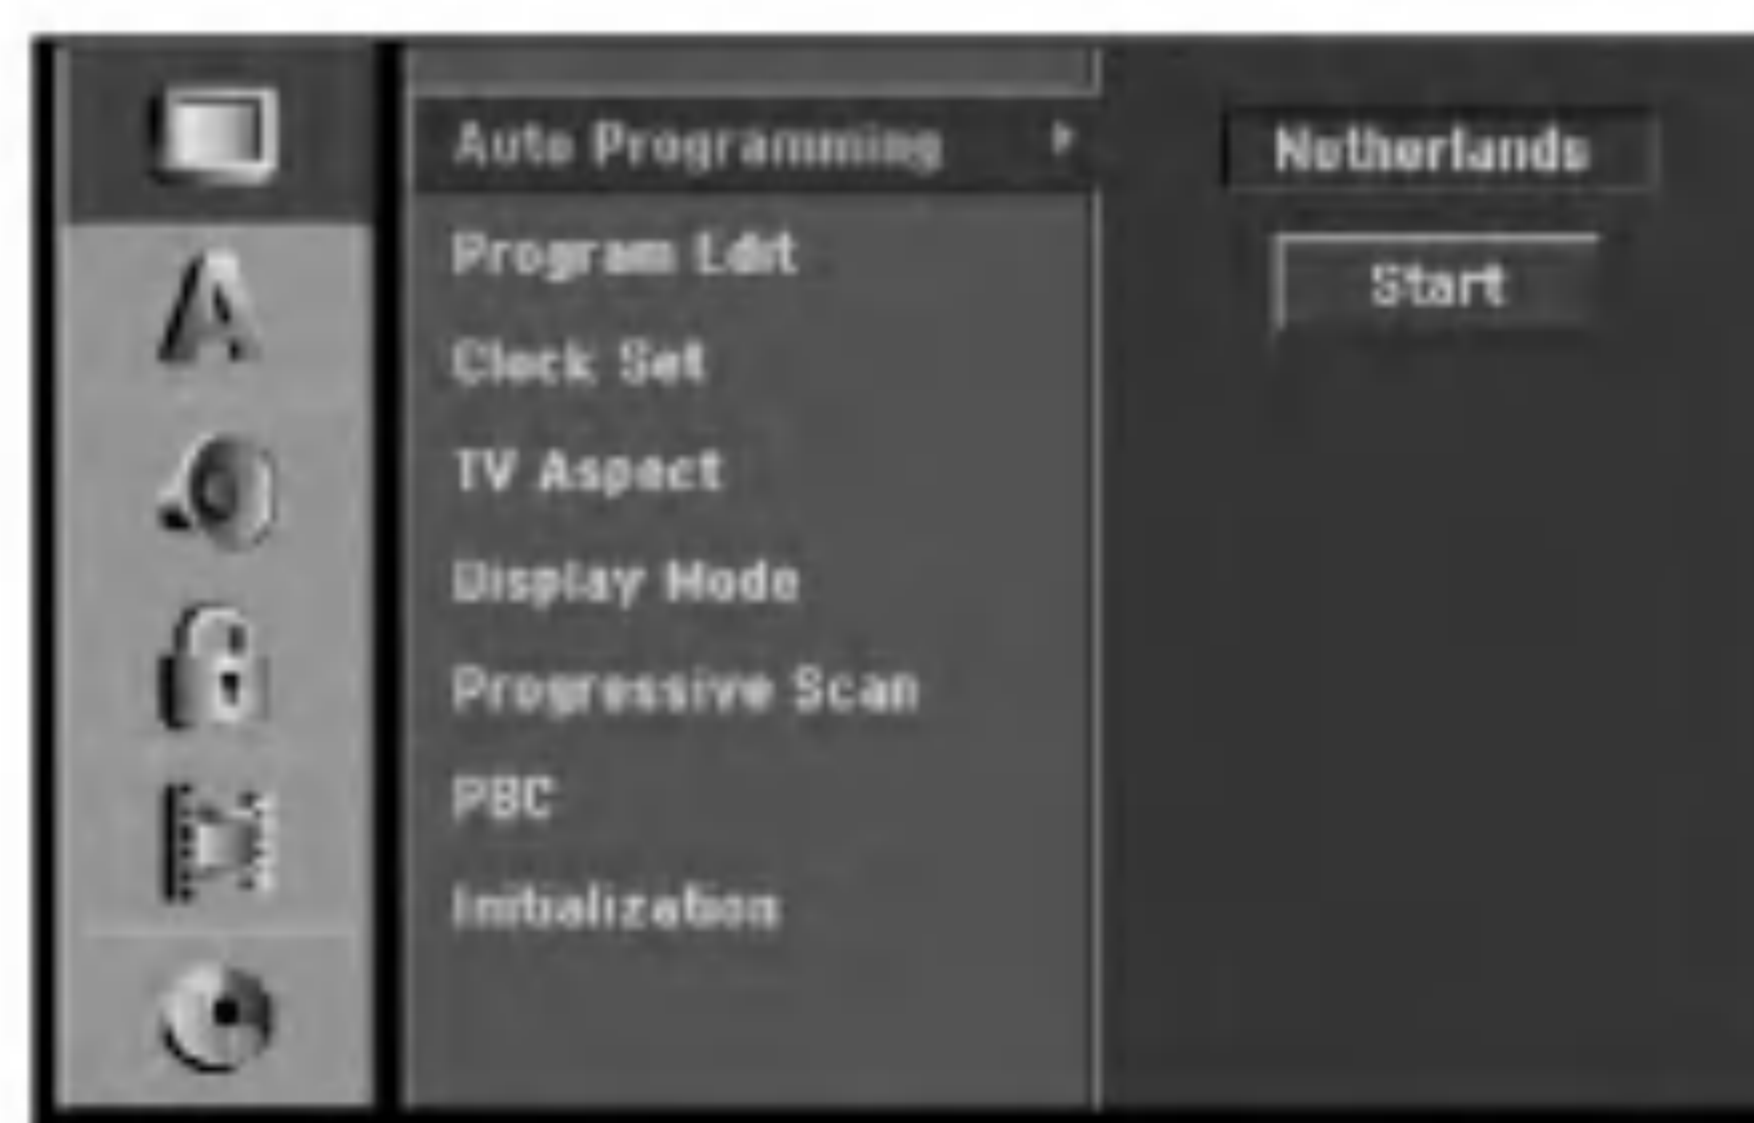 Auto Programming
Netherlands
Start
Program Edit
Clock Set
TV Aspect
Display Mode
Progressive Scan
PBC
Initialization